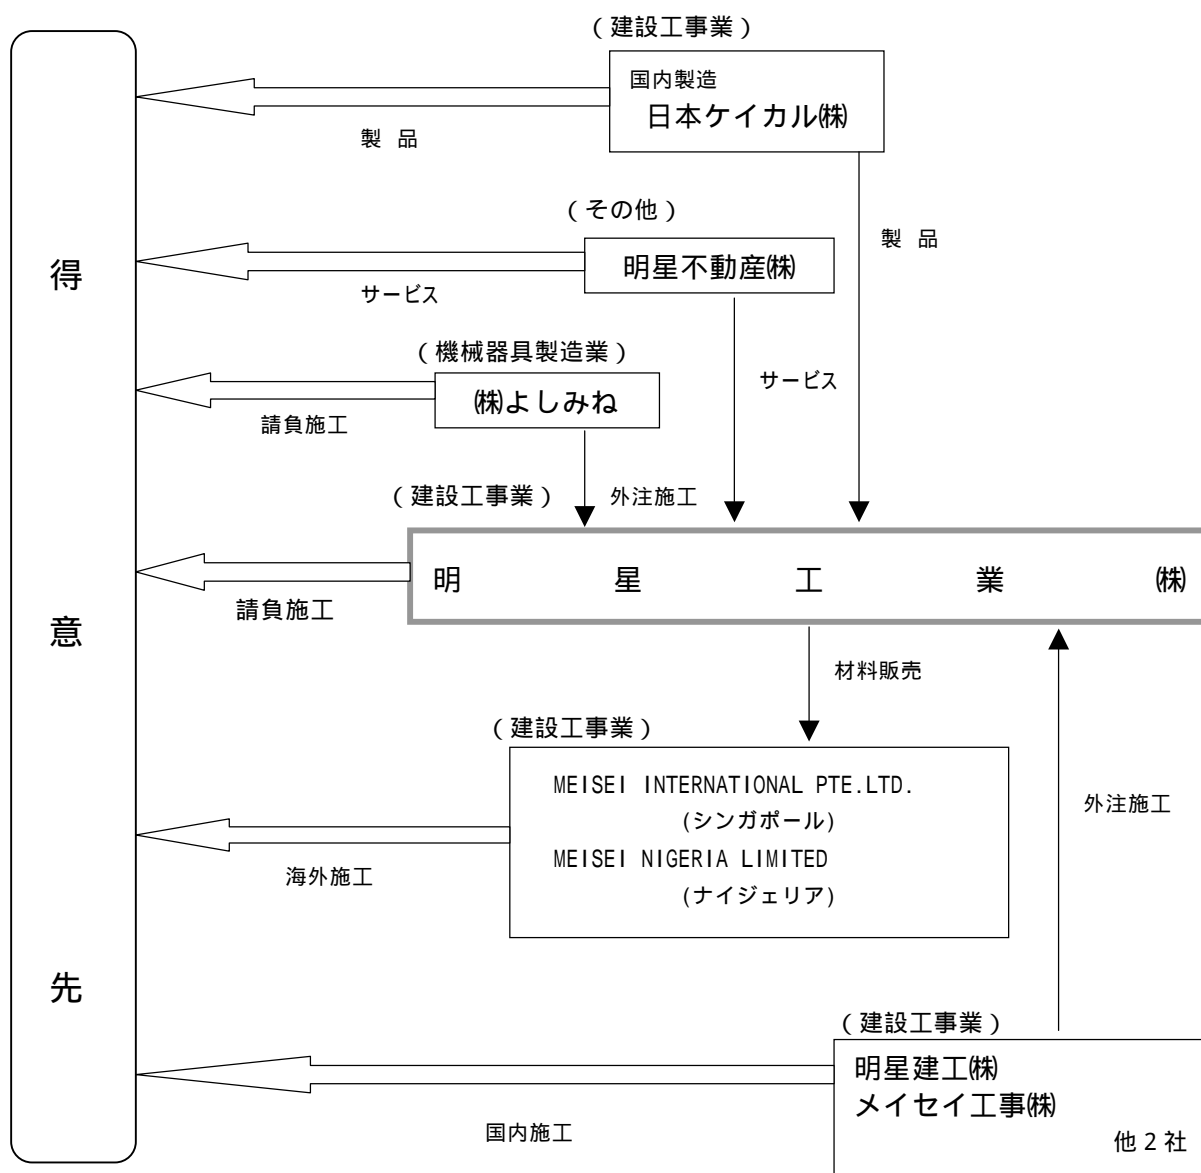 (建設工事業)
国内製造
日本ケイカル㈱
製 品
製 品
(その他)
明星不動産㈱
サービス
サービス
(機械器具製造業)
㈱よしみね
請負施工
外注施工
(建設工事業)
明 星 工 業 ㈱
請負施工
材料販売
(建設工事業)
MEISEI INTERNATIONAL PTE.LTD.
(シンガポール)
MEISEI NIGERIA LIMITED
(ナイジェリア)
海外施工
外注施工
(建設工事業)
明星建工㈱
メイセイ工事㈱
他2社
国内施工
得
意
先